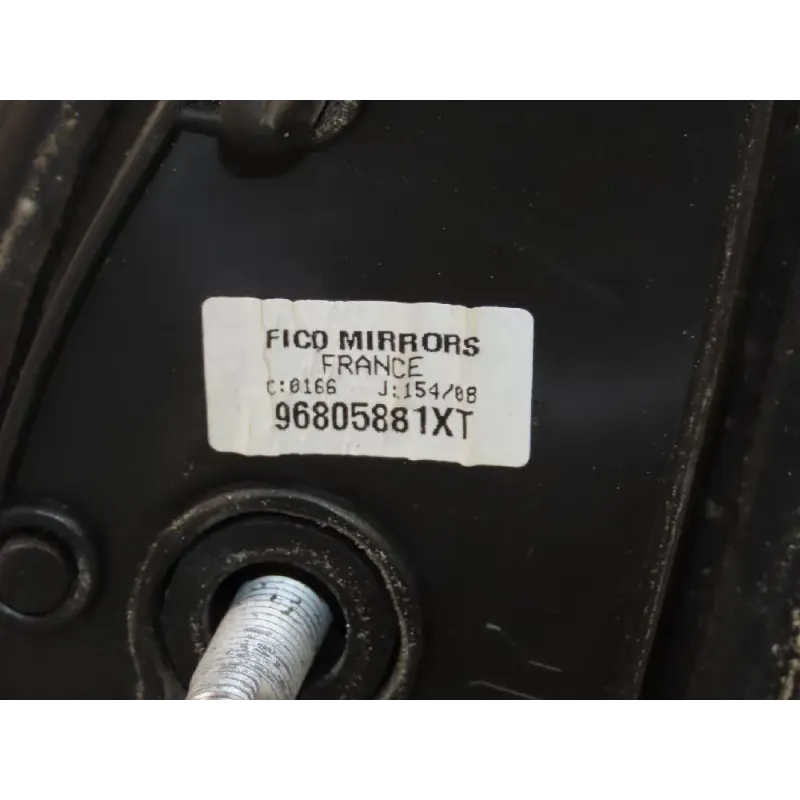 FICO MIRRORS
FRANCE
C:0166 J:154/08
96805881XT